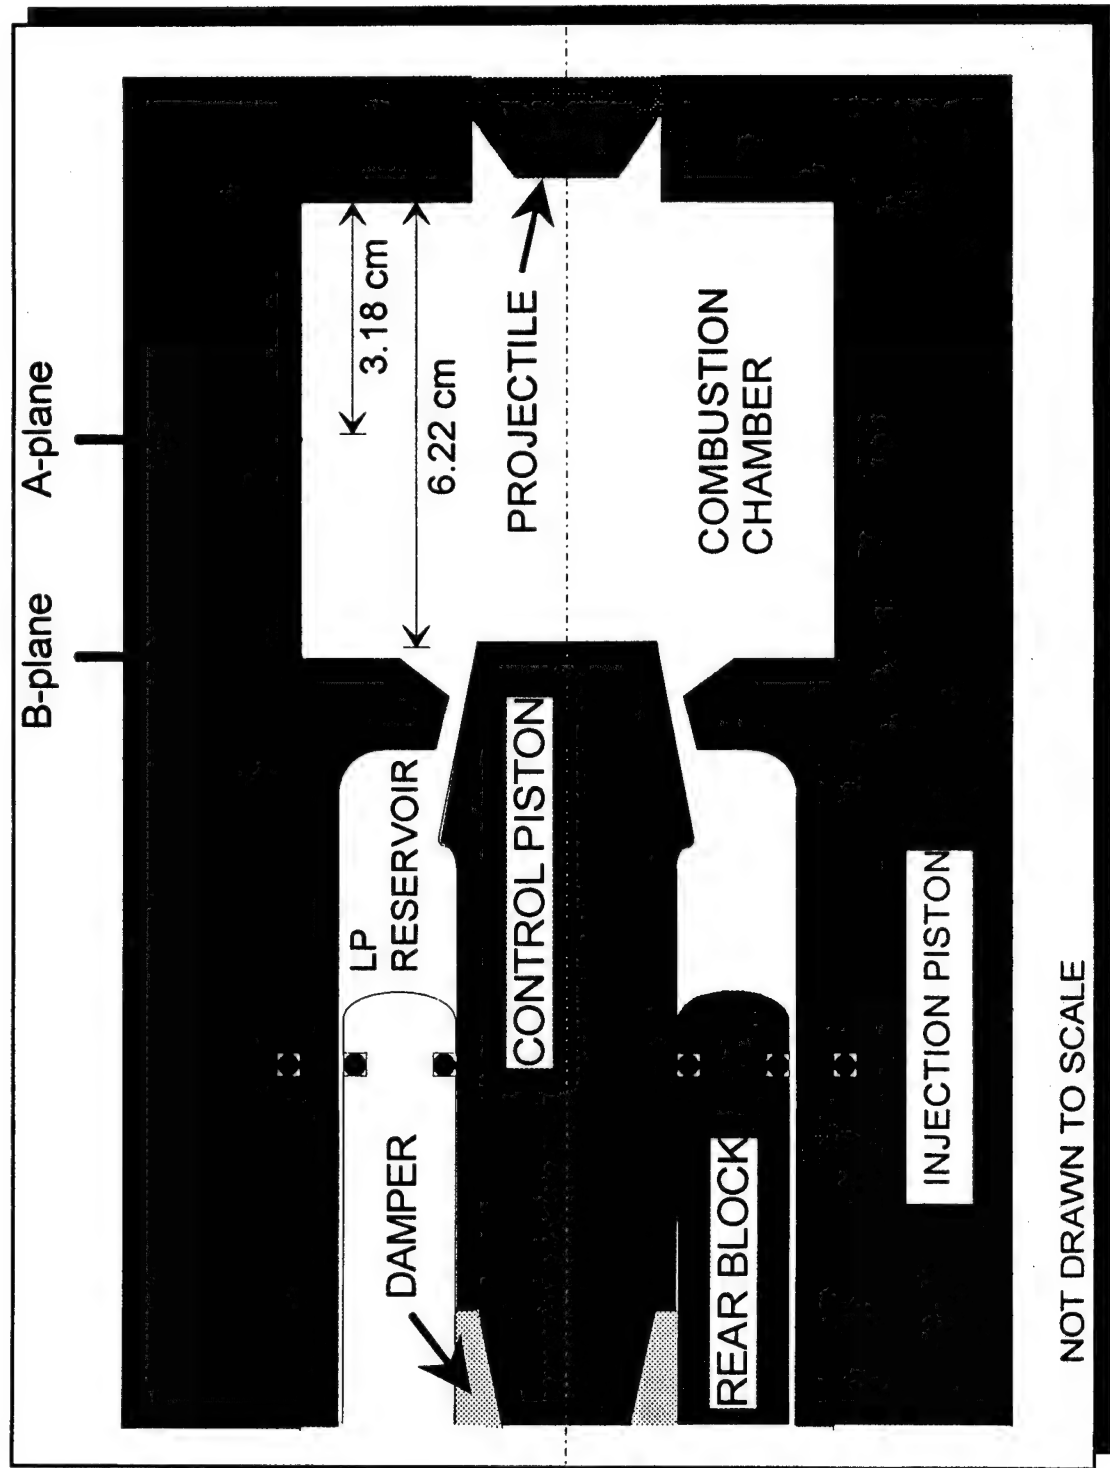 B-plane
A-plane
3.18 cm
6.22 cm
PROJECTILE
COMBUSTION
CHAMBER
LP
RESERVOIR
CONTROL PISTON
DAMPER
REAR BLOCK
INJECTION PISTON
NOT DRAWN TO SCALE